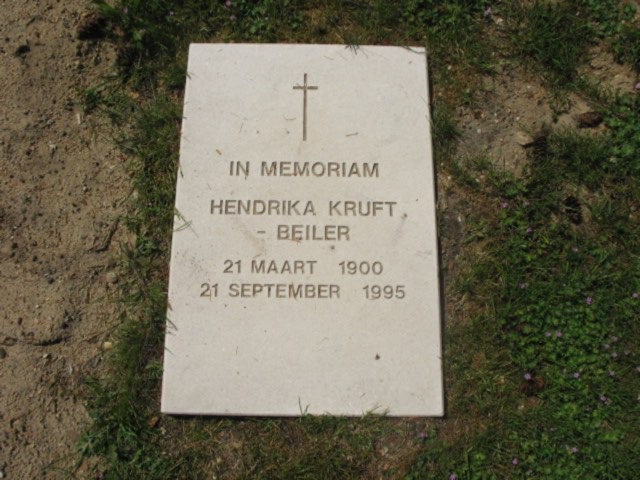 IN MEMORIAM
HENDRIKA KRUFT
- BEILER
21 MAART 1900
21 SEPTEMBER 1995